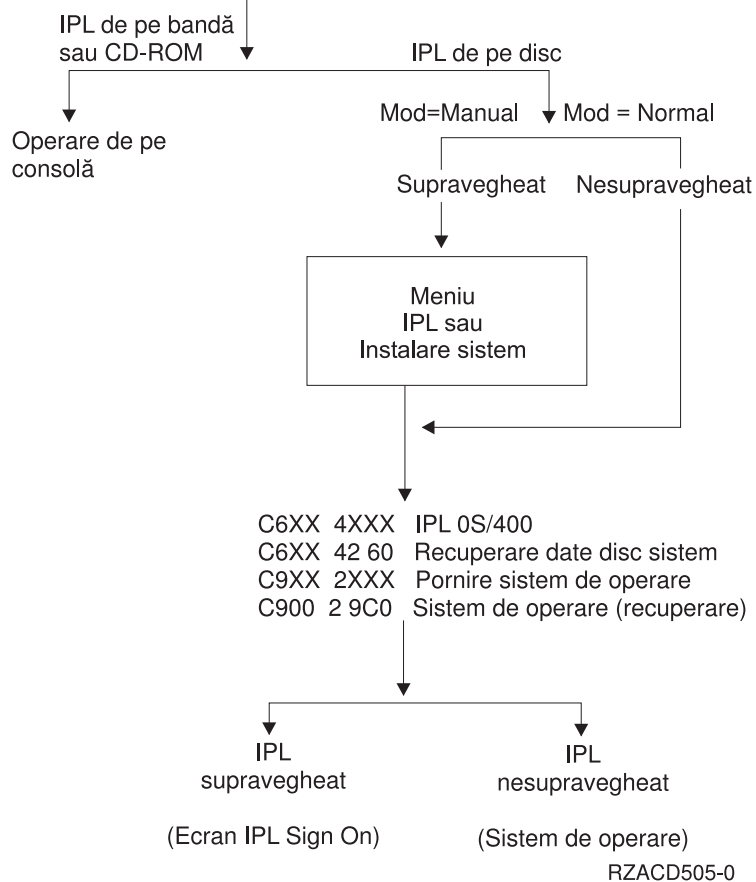 IPL de pe bandă
sau CD-ROM
IPL de pe disc
Operare de pe
consolă
Mod=Manual
Mod = Normal
Supravegheat
Nesupravegheat
Meniu
IPL sau
Instalare sistem
C6XX 4XXX IPL 0S/400
C6XX 42 60 Recuperare date disc sistem
C9XX 2XXX Pornire sistem de operare
C900 2 9C0 Sistem de operare (recuperare)
IPL
supravegheat
(Ecran IPL Sign On)
IPL
nesupravegheat
(Sistem de operare)
RZACD505-0